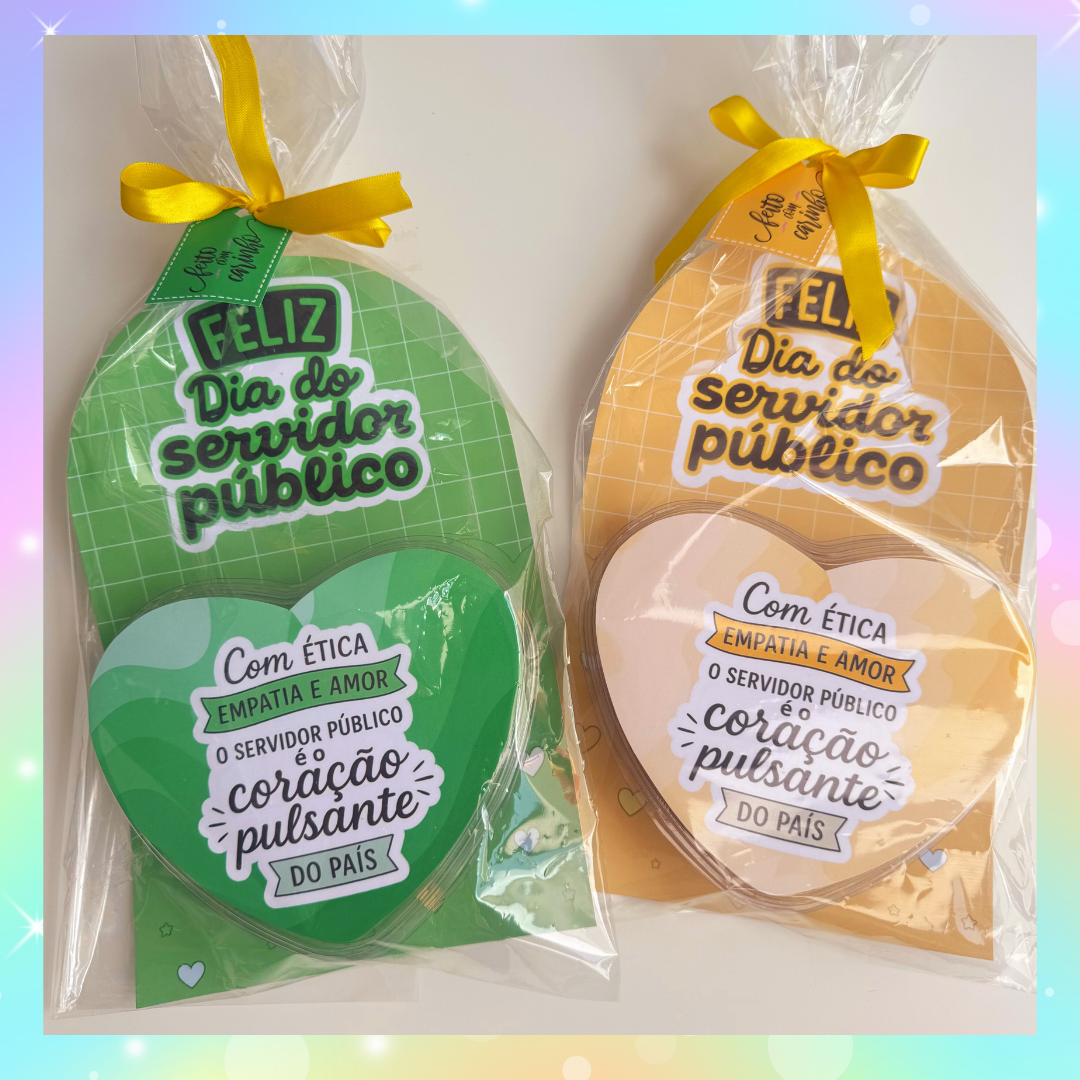 feito
com
carinho
FELIZ
Dia do
servidor
público
Com ÉTICA
EMPATIA E AMOR
O SERVIDOR PÚBLICO
é o
coração
pulsante
DO PAÍS
feito
com
carinho
FELIZ
Dia do
servidor
público
Com ÉTICA
EMPATIA E AMOR
O SERVIDOR PÚBLICO
é o
coração
pulsante
DO PAÍS